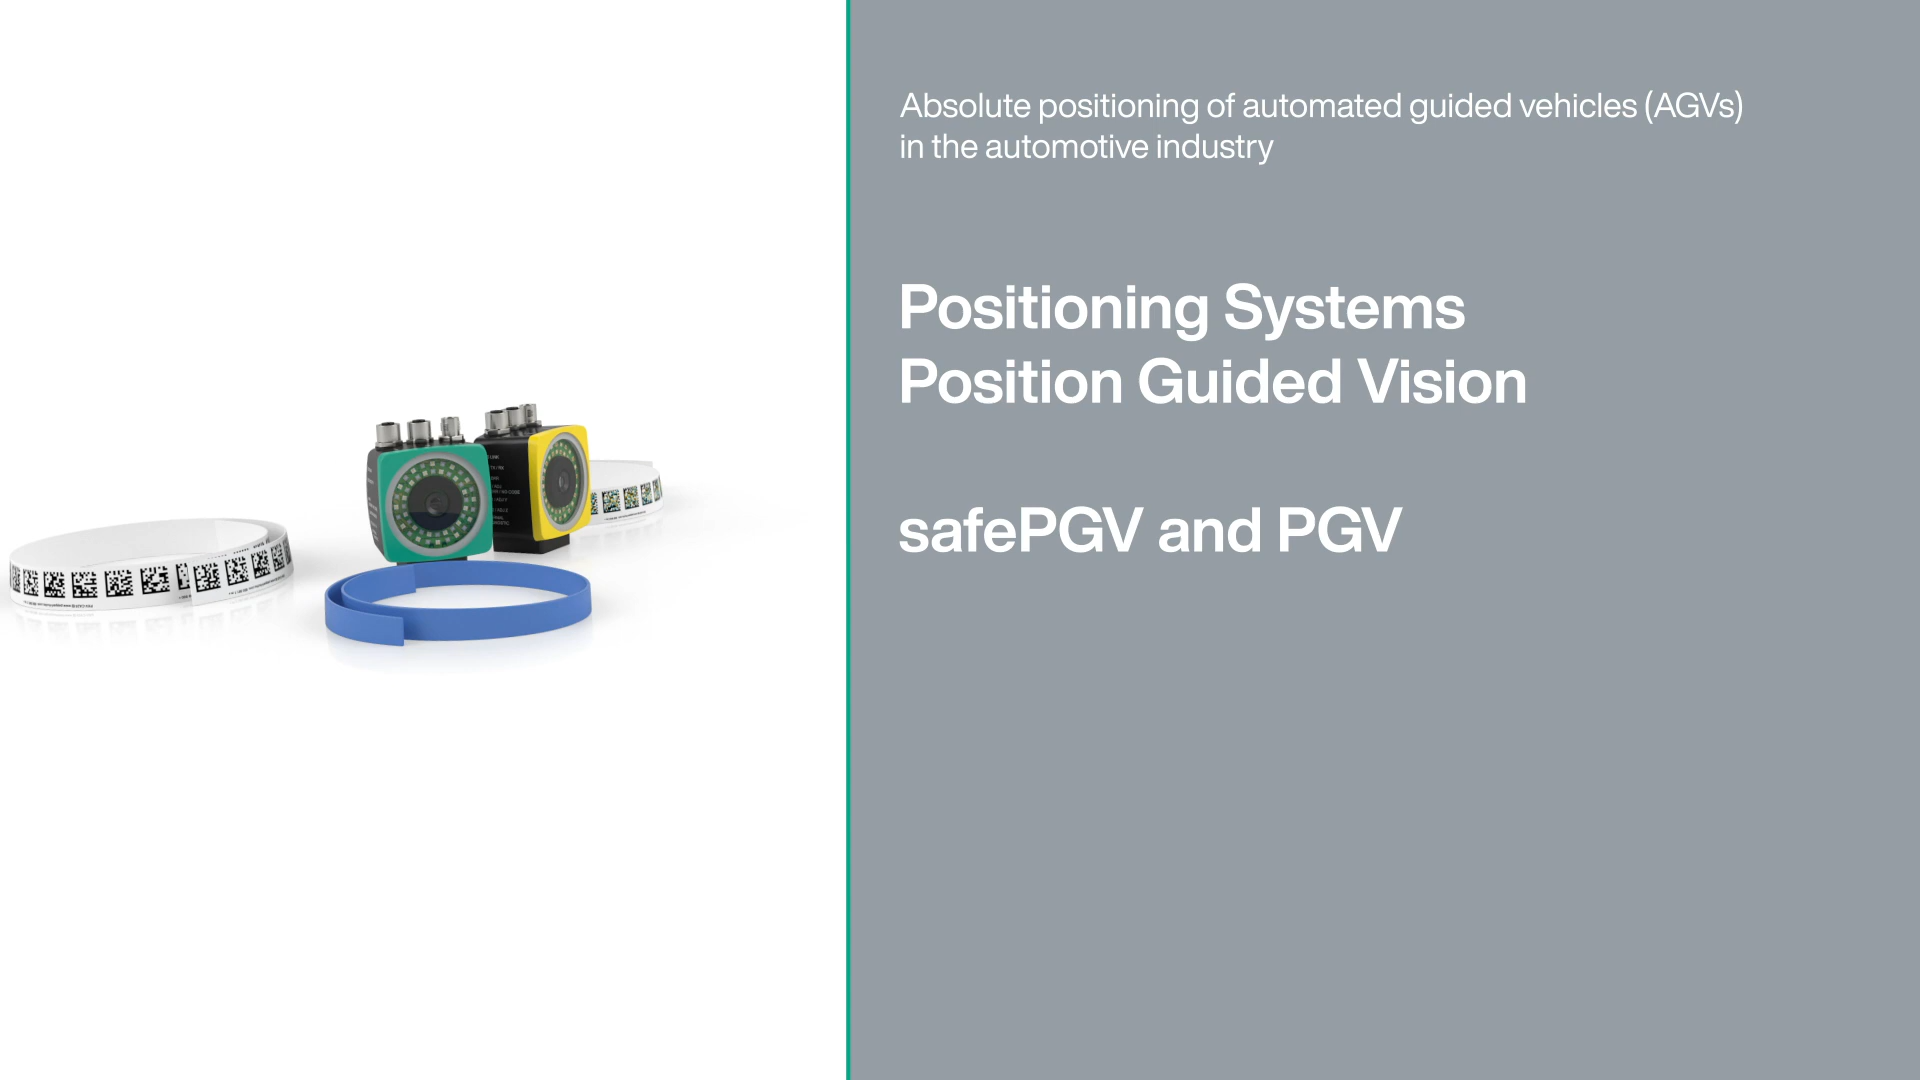 Absolute positioning of automated guided vehicles (AGVs)
in the automotive industry
Positioning Systems
Position Guided Vision
safePGV and PGV